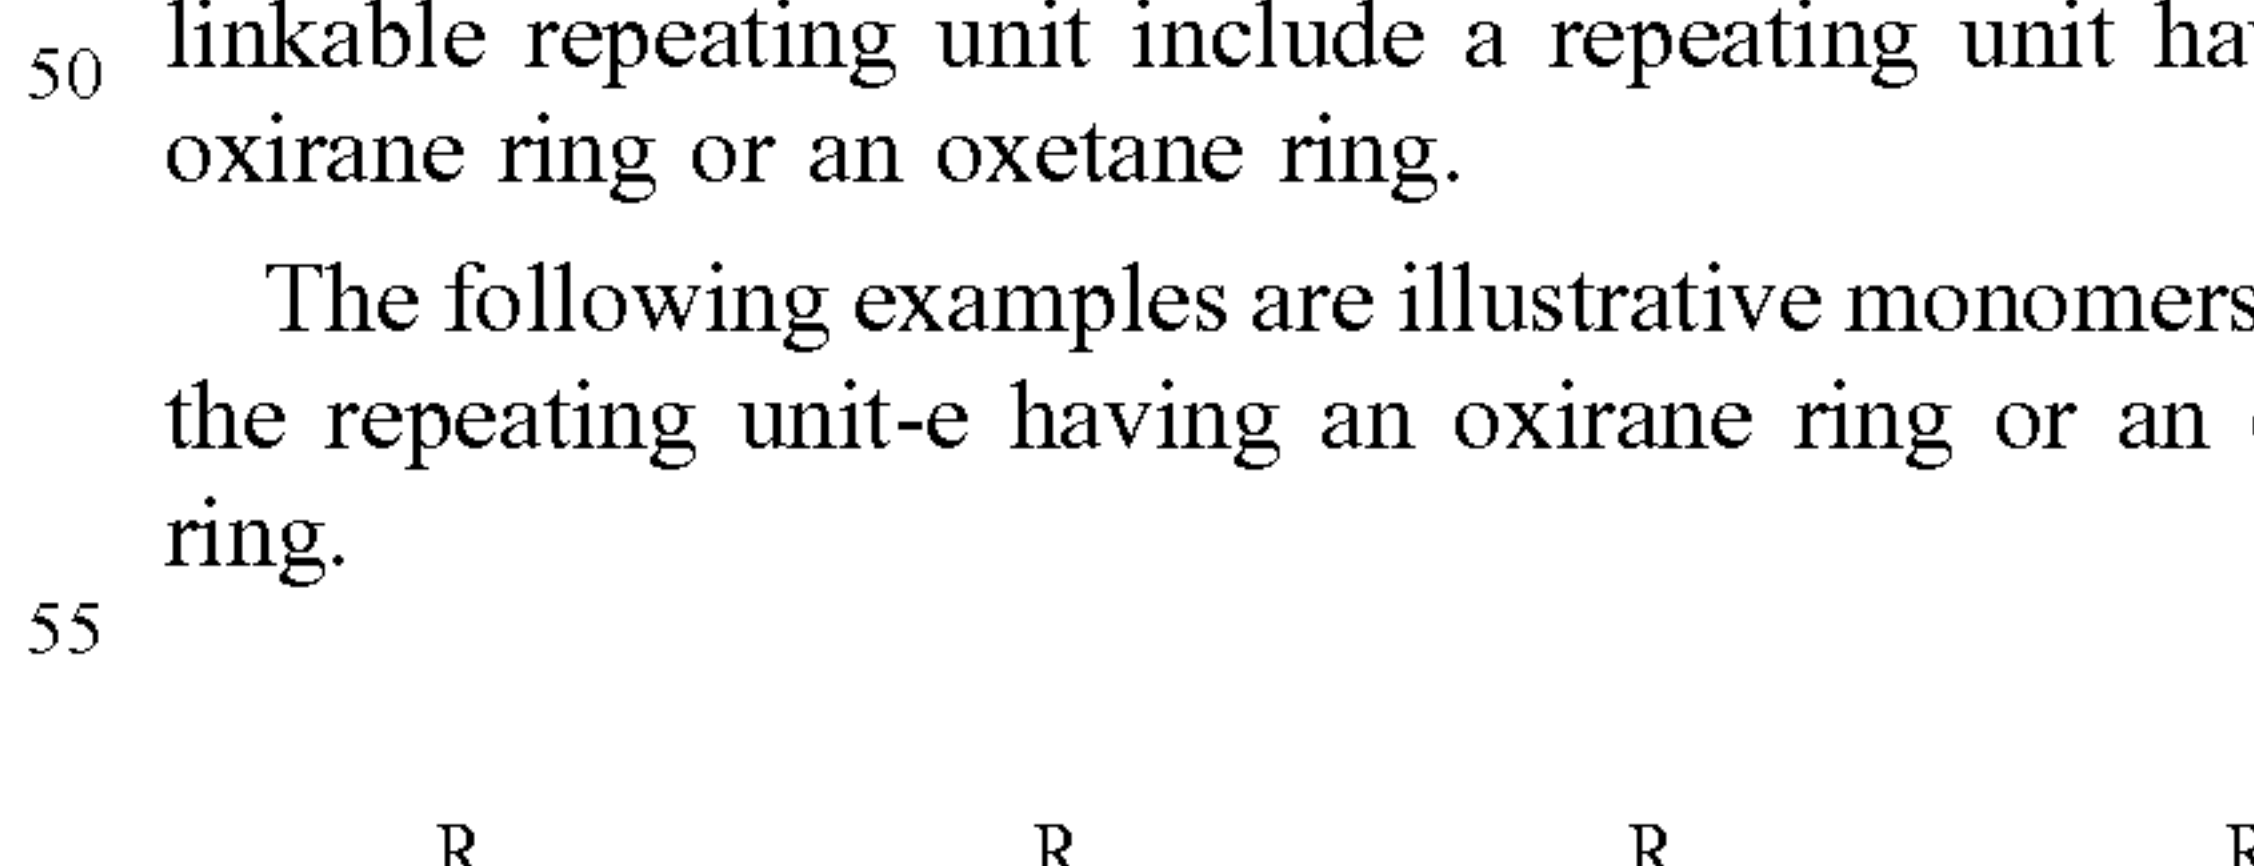 50 linkable repeating unit include a repeating unit
oxirane ring or an oxetane ring.
The following examples are illustrative monomers
the repeating unit-e having an oxirane ring or an
ring.
55
R R R R